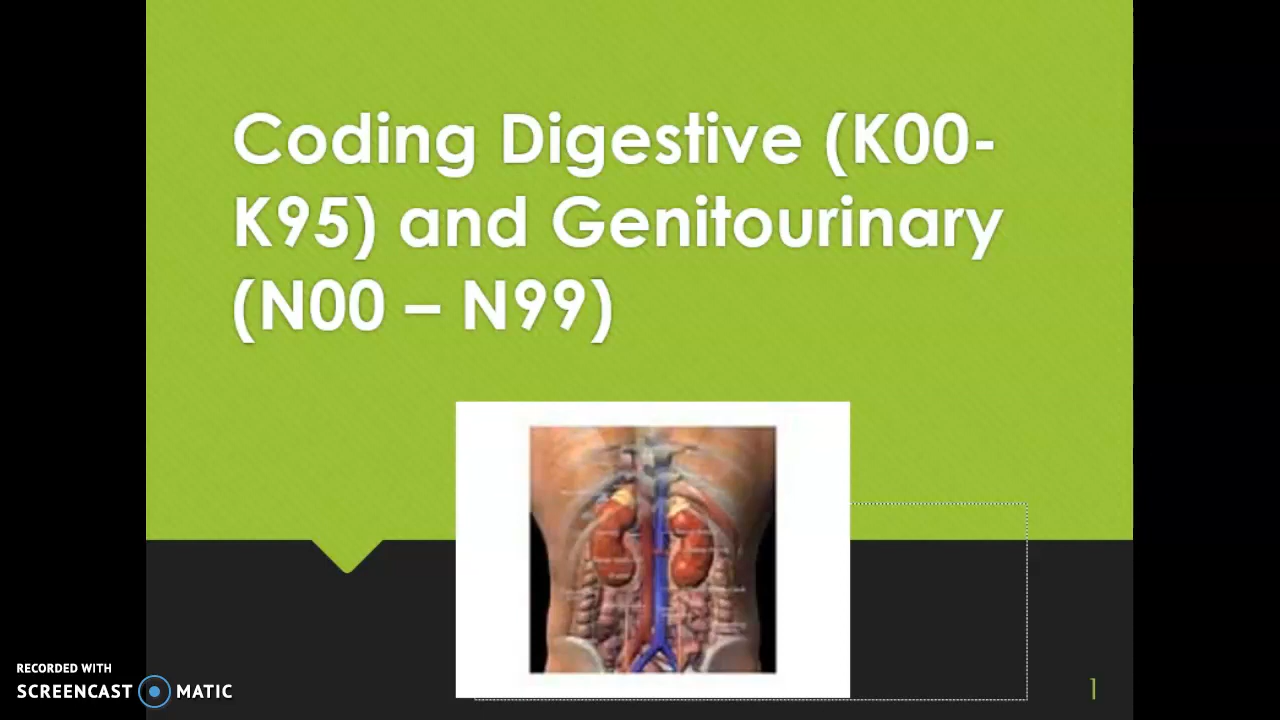 Coding Digestive (K00-
K95) and Genitourinary
(N00 – N99)
RECORDED WITH
SCREENCAST MATIC
1